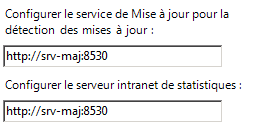 Configurer le service de Mise à jour pour la
détection des mises à jour :
http://srv-maj:8530
Configurer le serveur intranet de statistiques :
http://srv-maj:8530